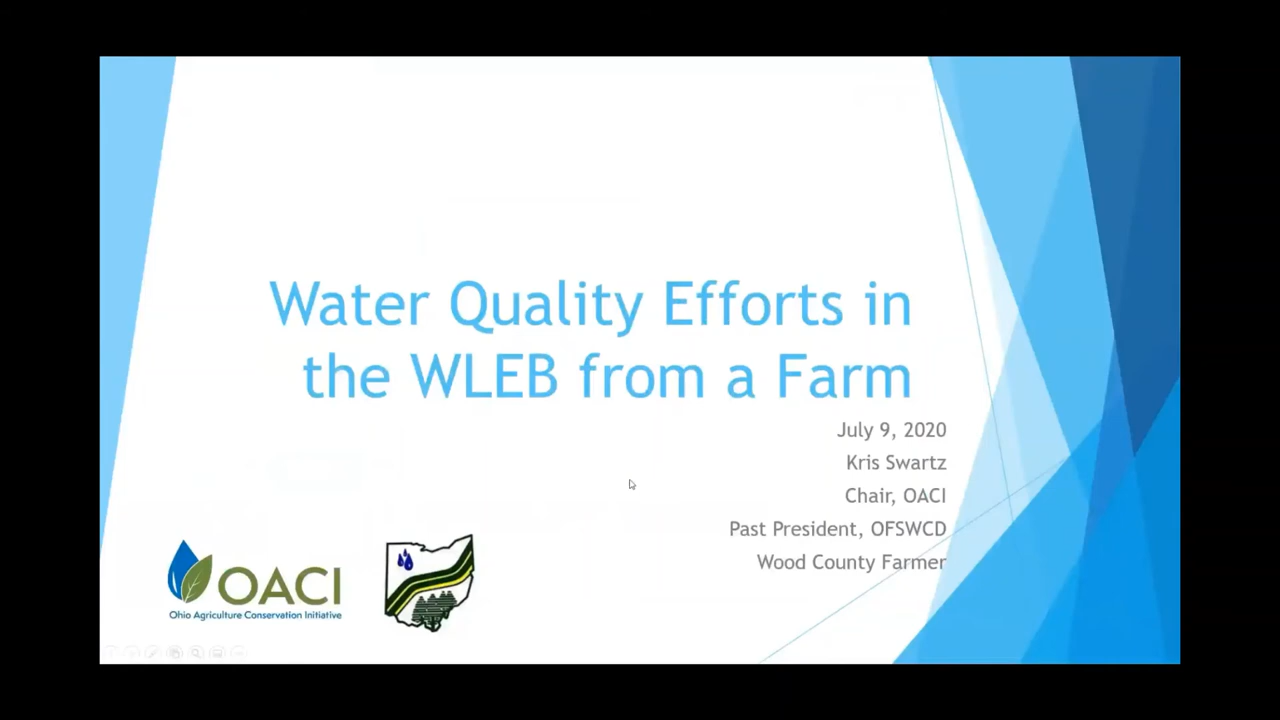 Water Quality Efforts in
the WLEB from a Farm
July 9, 2020
Kris Swartz
Chair, OACI
Past President, OFSWCD
Wood County Farmer
OACI
Ohio Agriculture Conservation Initiative